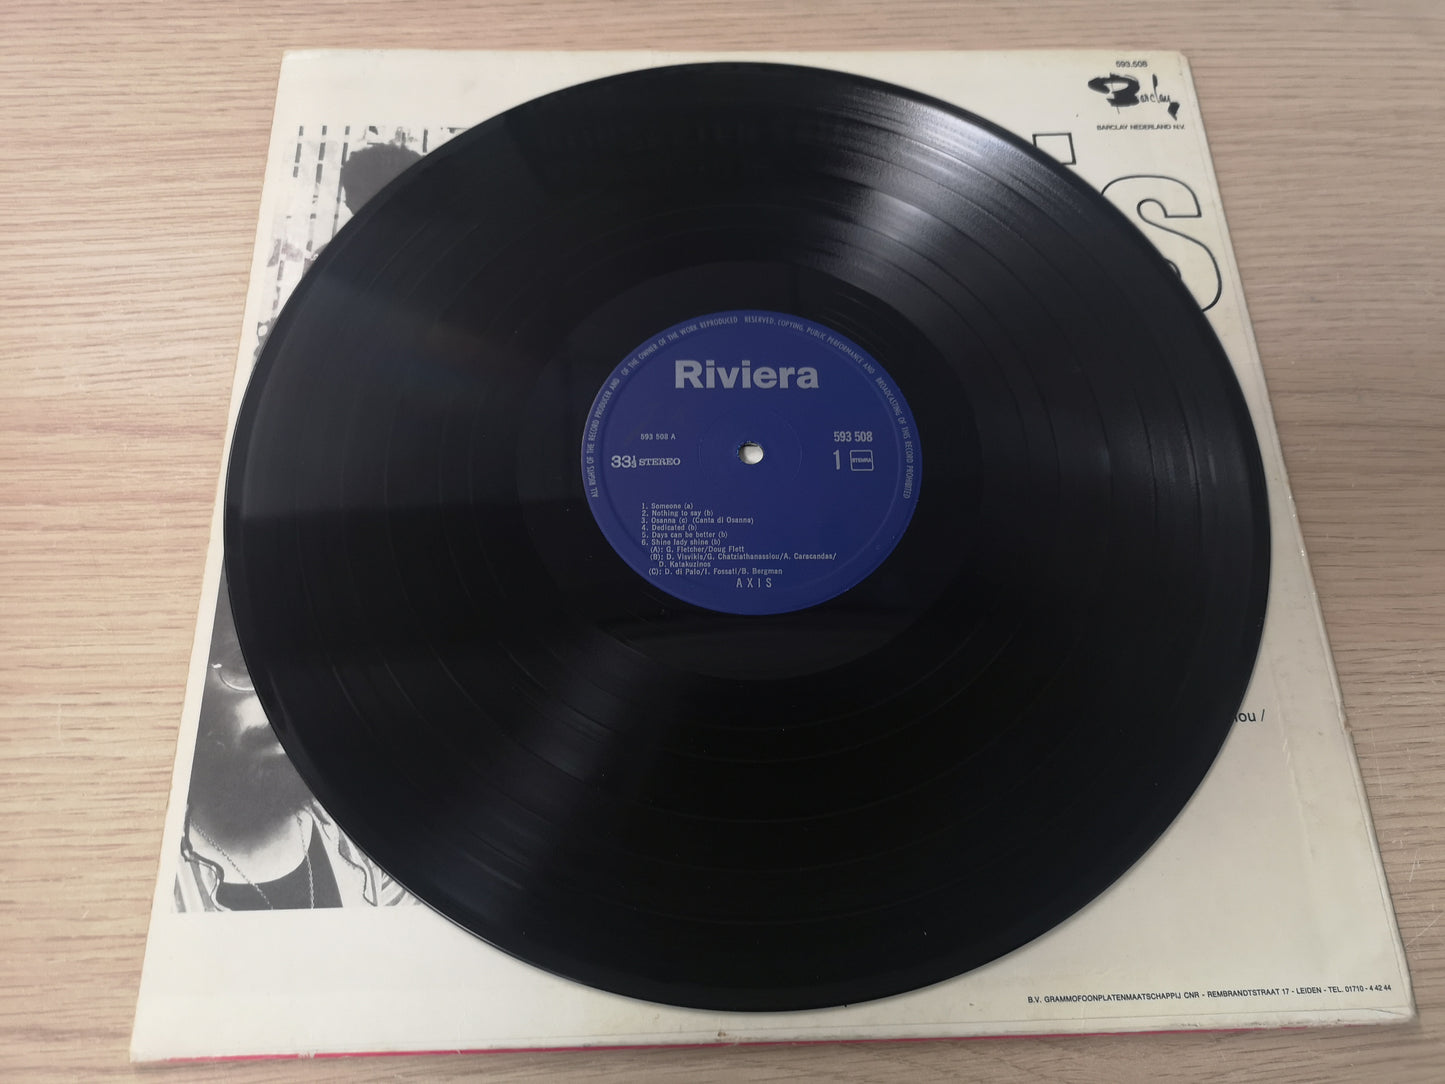 593.508
Barclay
BARCLAY NEDERLAND N.V.
is
ALL RIGHTS OF THE RECORD PRODUCER AND OF THE OWNER OF THE WORK REPRODUCED RESERVED, COPYING, PUBLIC PERFORMANCE AND BROADCASTING OF THIS RECORD PROHIBITED
Riviera
593 508 A
593 508
33⅓ STEREO
1 STEMRA
1. Someone (a)
2. Nothing to say (b)
3. Osanna (c) (Canta di Osanna)
4. Dedicated (b)
5. Days can be better (b)
6. Shine lady shine (b)
(A): G. Fletcher/Doug Flett
(B): D. Visvikis/G. Chatziathanassiou/A. Caracandas/
D. Katakuzinos
(C): D. di Palo/I. Fossati/B. Bergman
AXIS
iou /
B.V. GRAMMOFOONPLATENMAATSCHAPPIJ CNR - REMBRANDTSTRAAT 17 - LEIDEN - TEL. 01710 - 4 42 44